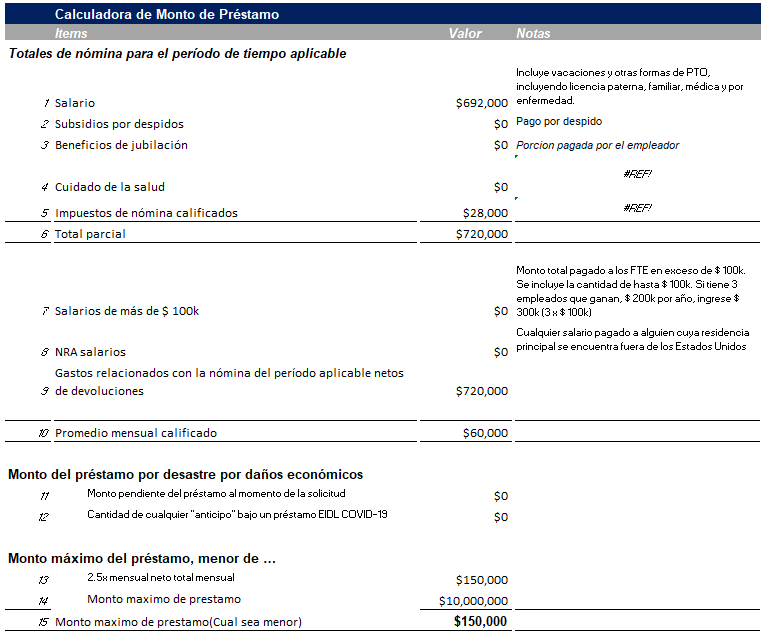 Calculadora de Monto de Préstamo
Items Valor Notas
Totales de nómina para el período de tiempo aplicable
1 Salario $692,000 Incluye vacaciones y otras formas de PTO,
incluyendo licencia paterna, familiar, médica y por
enfermedad.
2 Subsidios por despidos $0 Pago por despido
3 Beneficios de jubilación $0 Porcion pagada por el empleador
4 Cuidado de la salud $0 #REF!
5 Impuestos de nómina calificados $28,000 #REF!
6 Total parcial $720,000
7 Salarios de más de $ 100k $0 Monto total pagado a los FTE en exceso de $ 100k.
Se incluye la cantidad de hasta $ 100k. Si tiene 3
empleados que ganan, $ 200k por año, ingrese $
300k (3 x $ 100k)
8 NRA salarios $0 Cualquier salario pagado a alguien cuya residencia
principal se encuentra fuera de los Estados Unidos
Gastos relacionados con la nómina del período aplicable netos
9 de devoluciones $720,000
10 Promedio mensual calificado $60,000
Monto del préstamo por desastre por daños económicos
11 Monto pendiente del préstamo al momento de la solicitud $0
12 Cantidad de cualquier "anticipo" bajo un préstamo EIDL COVID-19 $0
Monto máximo del préstamo, menor de ...
13 2.5x mensual neto total mensual $150,000
14 Monto maximo de prestamo $10,000,000
15 Monto maximo de prestamo(Cual sea menor) $150,000